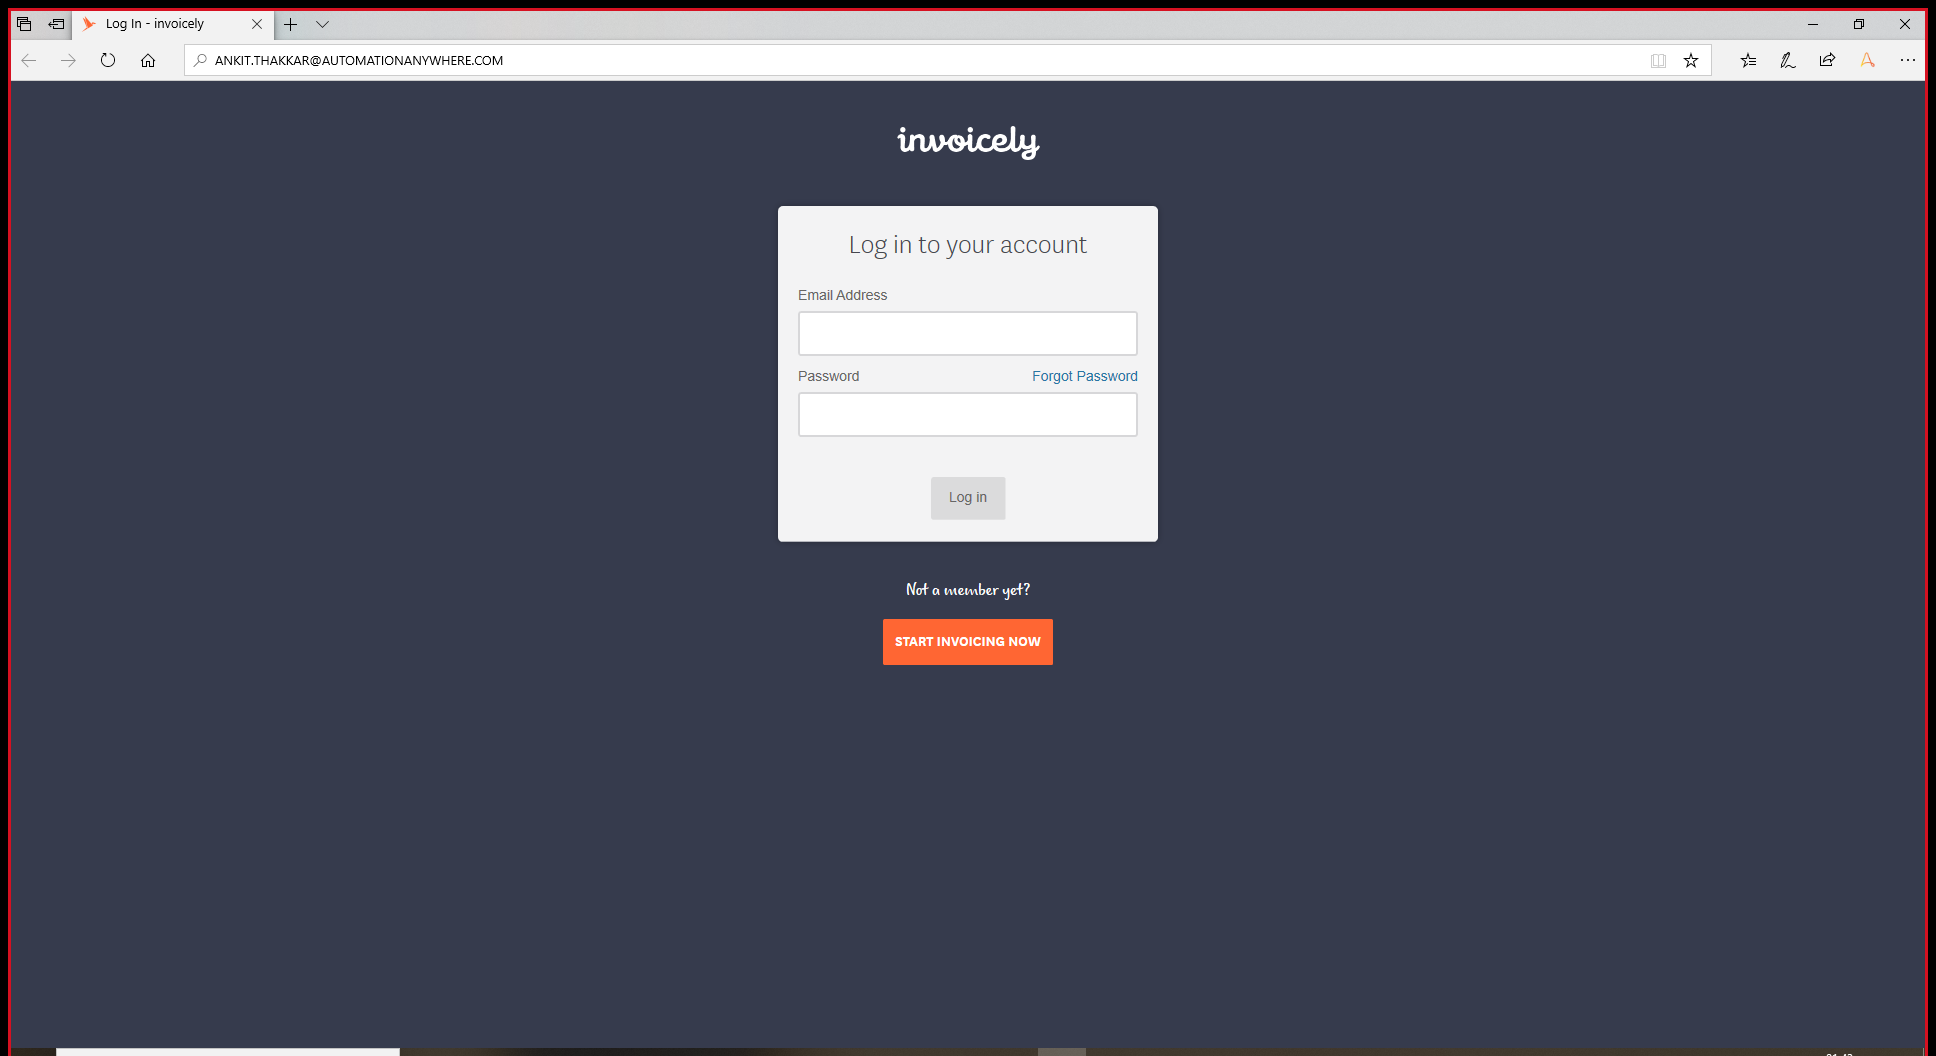 Log In - invoicely
ANKIT.THAKKAR@AUTOMATIONANYWHERE.COM
invoicely
Log in to your account
Email Address
Password
Forgot Password
Log in
Not a member yet?
START INVOICING NOW